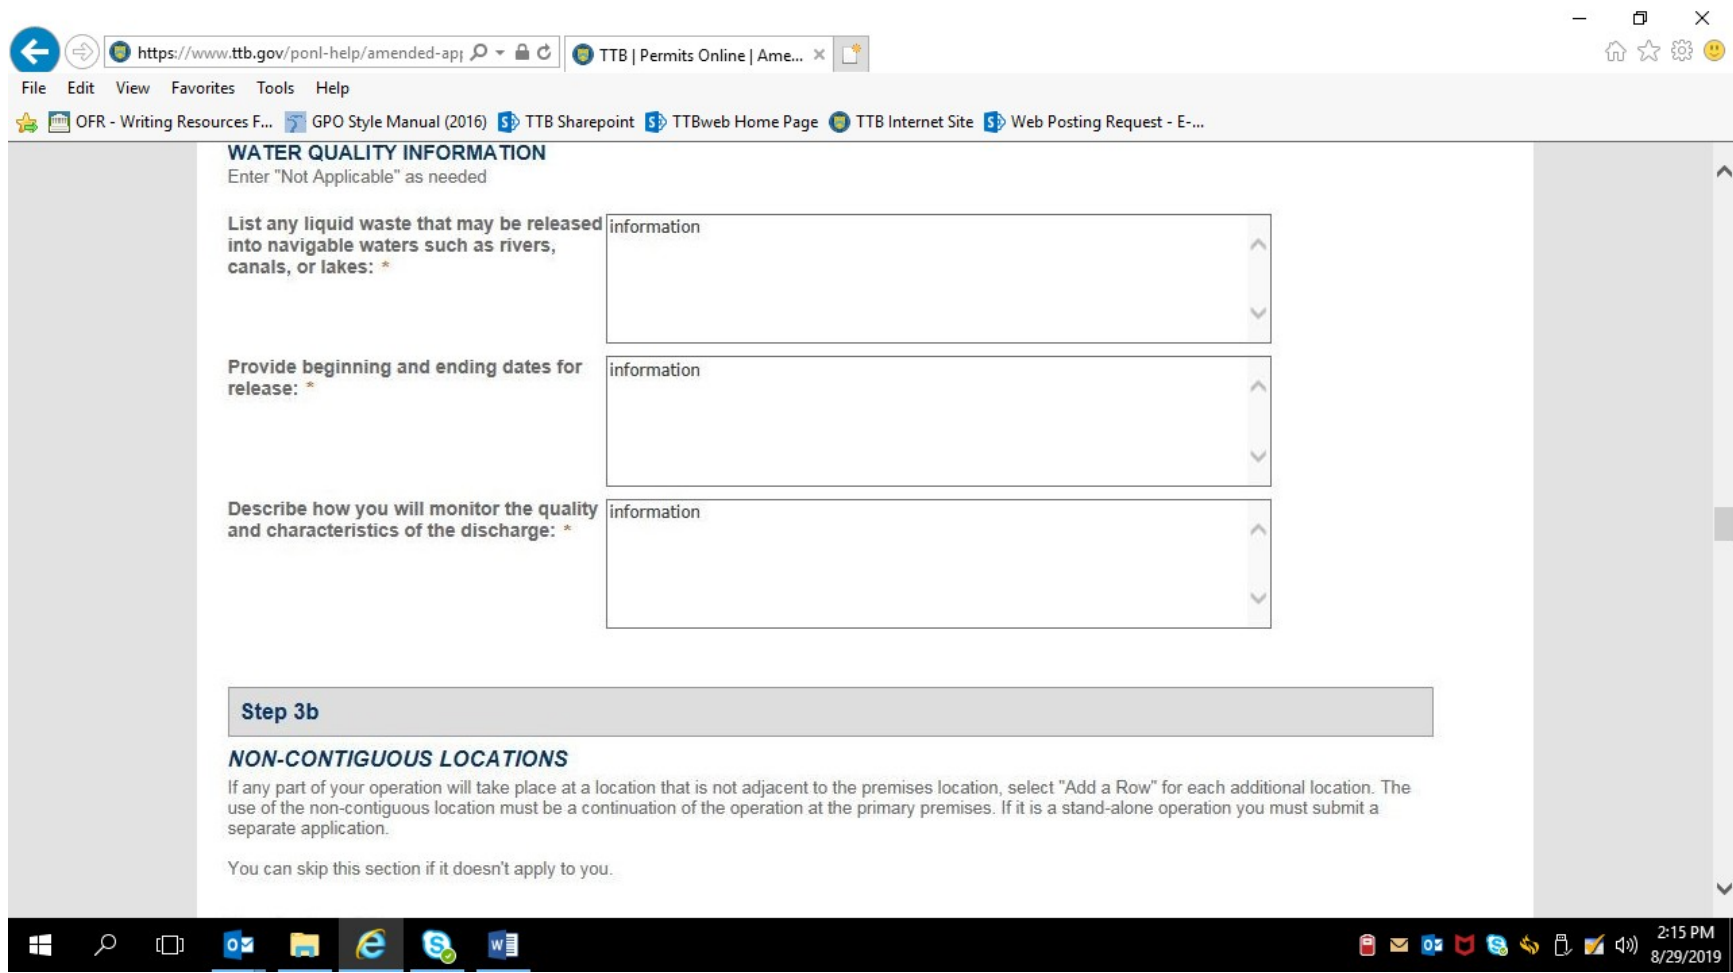 https://www.ttb.gov/ponl-help/amended-ap
TTB | Permits Online | Ame...
File Edit View Favorites Tools Help
OFR - Writing Resources F... GPO Style Manual (2016) TTB Sharepoint TTBweb Home Page TTB Internet Site Web Posting Request - E-...
WATER QUALITY INFORMATION
Enter "Not Applicable" as needed
List any liquid waste that may be released
into navigable waters such as rivers,
canals, or lakes: *
information
Provide beginning and ending dates for
release: *
information
Describe how you will monitor the quality
and characteristics of the discharge: *
information
Step 3b
NON-CONTIGUOUS LOCATIONS
If any part of your operation will take place at a location that is not adjacent to the premises location, select "Add a Row" for each additional location. The
use of the non-contiguous location must be a continuation of the operation at the primary premises. If it is a stand-alone operation you must submit a
separate application.
You can skip this section if it doesn't apply to you.
2:15 PM
8/29/2019